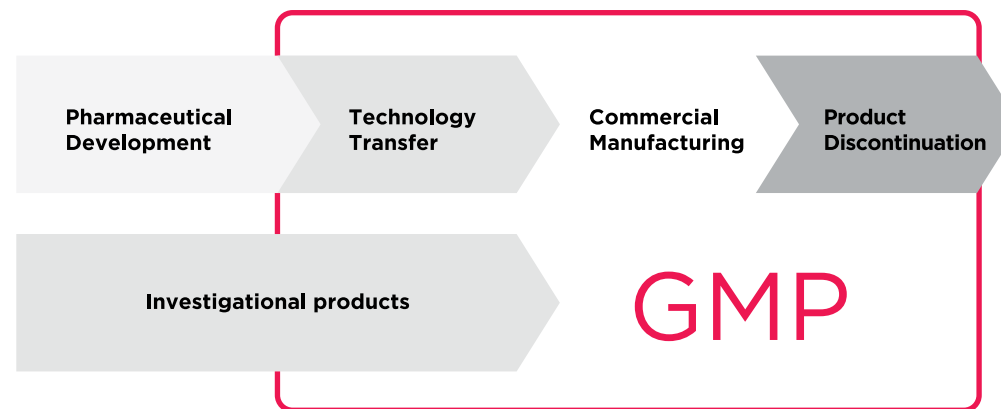 Pharmaceutical
Development
Technology
Transfer
Commercial
Manufacturing
Product
Discontinuation
Investigational products
GMP